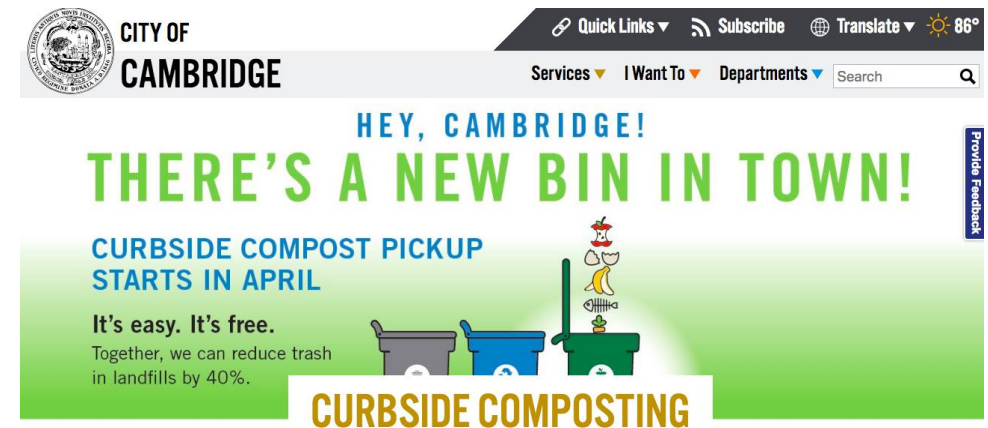 CITY OF
CAMBRIDGE
Quick Links Subscribe Translate 86°
Services I Want To Departments Search
Provide Feedback
HEY, CAMBRIDGE!
THERE'S A NEW BIN IN TOWN!
CURBSIDE COMPOST PICKUP
STARTS IN APRIL
It's easy. It's free.
Together, we can reduce trash
in landfills by 40%.
CURBSIDE COMPOSTING